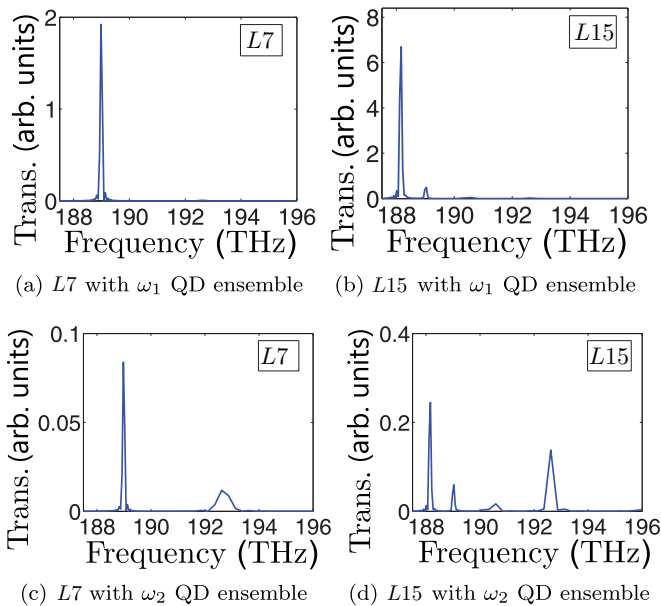 2
1
0
Trans. (arb. units)
L7
188 190 192 194 196
Frequency (THz)
(a) L7 with ω₁ QD ensemble
8
6
4
2
0
Trans. (arb. units)
L15
188 190 192 194 196
Frequency (THz)
(b) L15 with ω₁ QD ensemble
0.1
0.05
0
Trans. (arb. units)
L7
188 190 192 194 196
Frequency (THz)
(c) L7 with ω₂ QD ensemble
0.4
0.2
0
Trans. (arb. units)
L15
188 190 192 194 196
Frequency (THz)
(d) L15 with ω₂ QD ensemble